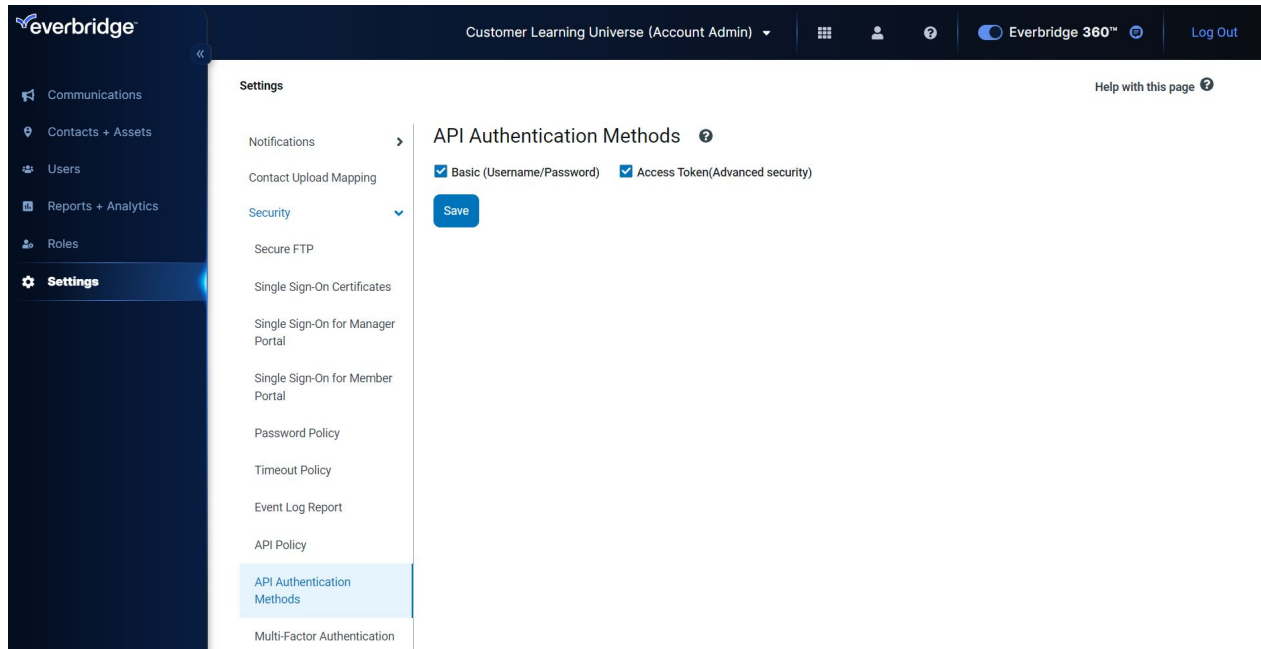 everbridge™
Customer Learning Universe (Account Admin)
Everbridge 360™
Log Out
«
Communications
Contacts + Assets
Users
Reports + Analytics
Roles
Settings
Settings
Help with this page
Notifications
Contact Upload Mapping
Security
Secure FTP
Single Sign-On Certificates
Single Sign-On for Manager
Portal
Single Sign-On for Member
Portal
Password Policy
Timeout Policy
Event Log Report
API Policy
API Authentication
Methods
Multi-Factor Authentication
API Authentication Methods
Basic (Username/Password)
Access Token(Advanced security)
Save